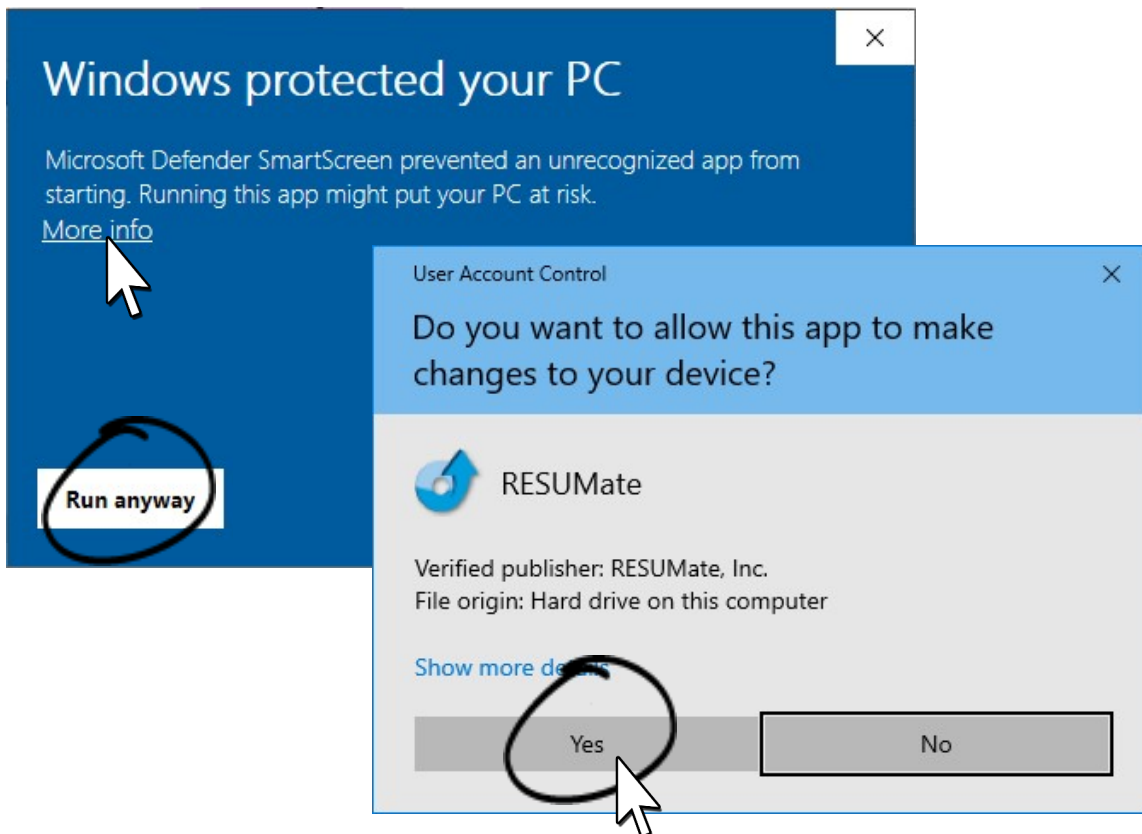 Windows protected your PC
Microsoft Defender SmartScreen prevented an unrecognized app from
starting. Running this app might put your PC at risk.
More info
Run anyway
User Account Control
Do you want to allow this app to make
changes to your device?
RESUMate
Verified publisher: RESUMate, Inc.
File origin: Hard drive on this computer
Show more details
Yes
No